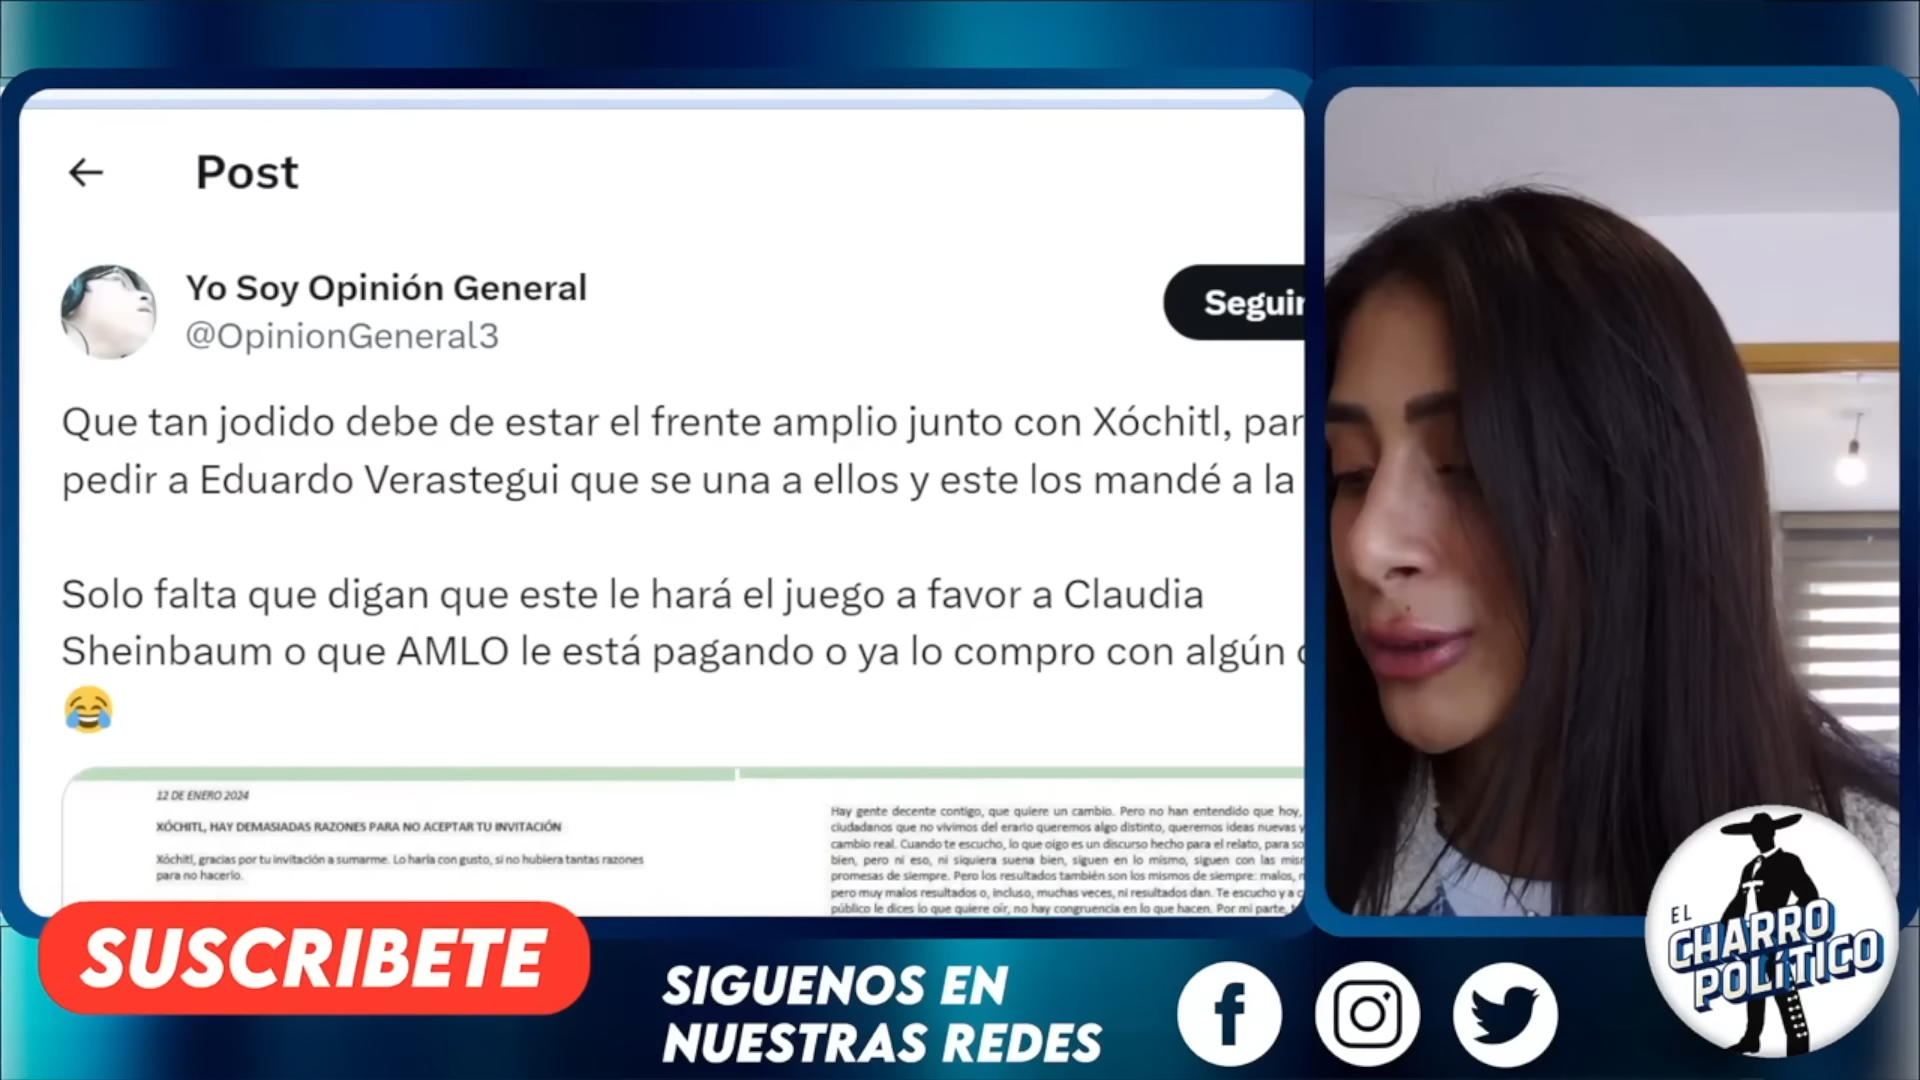 Post
Yo Soy Opinión General
@OpinionGeneral3
Seguir
Que tan jodido debe de estar el frente amplio junto con Xóchitl, par
pedir a Eduardo Verastegui que se una a ellos y este los mandé a la
Solo falta que digan que este le hará el juego a favor a Claudia
Sheinbaum o que AMLO le está pagando o ya lo compro con algún
😂
12 DE ENERO 2024
XÓCHITL, HAY DEMASIADAS RAZONES PARA NO ACEPTAR TU INVITACIÓN
Xóchitl, gracias por tu invitación a sumarme. Lo haría con gusto, si no hubiera tantas razones
para no hacerlo.
Hay gente decente contigo, que quiere un cambio. Pero no han entendido que hoy,
ciudadanos que no vivimos del erario queremos algo distinto, queremos ideas nuevas y
cambio real. Cuando te escucho, lo que oigo es un discurso hecho para el relato, para so
bien, pero ni eso, ni siquiera suena bien, siguen en lo mismo, siguen con las mis
promesas de siempre. Pero los resultados también son los mismos de siempre: malos,
pero muy malos resultados o, incluso, muchas veces, ni resultados dan. Te escucho y a
público le dices lo que quiere oír, no hay congruencia en lo que hacen. Por mi parte,
SUSCRIBETE
SIGUENOS EN
NUESTRAS REDES
EL
CHARRO
POLÍTICO